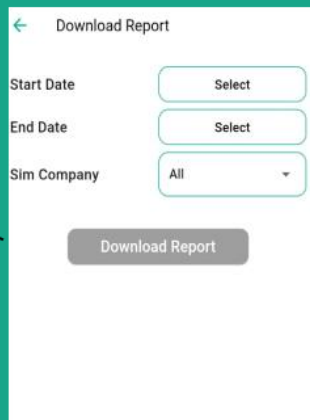 Download Report
Start Date Select
End Date Select
Sim Company All
Download Report